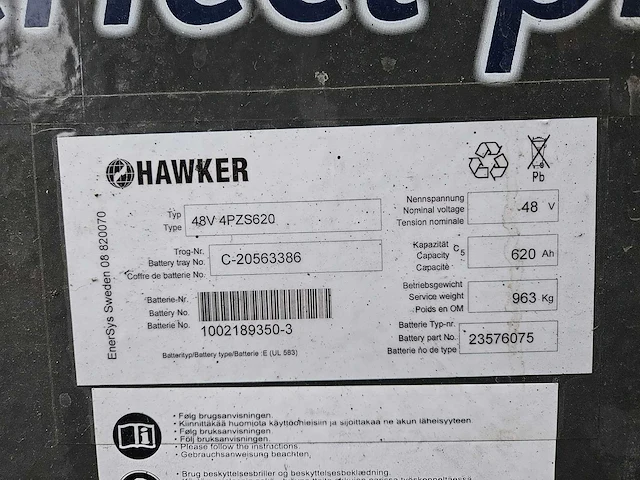 HAWKER
Pb
EnerSys Sweden 08 820070
Typ
Type
48V 4PZS620
Nennspannung
Nominal voltage
Tension nominale
48 V
Trog-Nr.
Battery tray No.
Coffre de batterie No.
C-20563386
Kapazität
Capacity
Capacité
C5
620 Ah
Batterie-Nr.
Battery No.
Batterie No.
1002189350-3
Betriebsgewicht
Service weight
Poids en OM
963 Kg
Batterie Typ-nr.
Battery part No.
Batterie no de type
23576075
Batterityp/Battery type/Batterie :E (UL 583)
• Følg brugsanvisningen.
• Kiinnittäkää huomiota käyttöohjeisiin ja sijoittakaa ne akun läheisyyteen.
• Følg bruksanvisningen.
• Följ bruksanvisningen.
• Please follow the instructions.
• Gebrauchsanweisung beachten.
• Brug beskyttelsesbriller og beskyttelsesbeklædning.